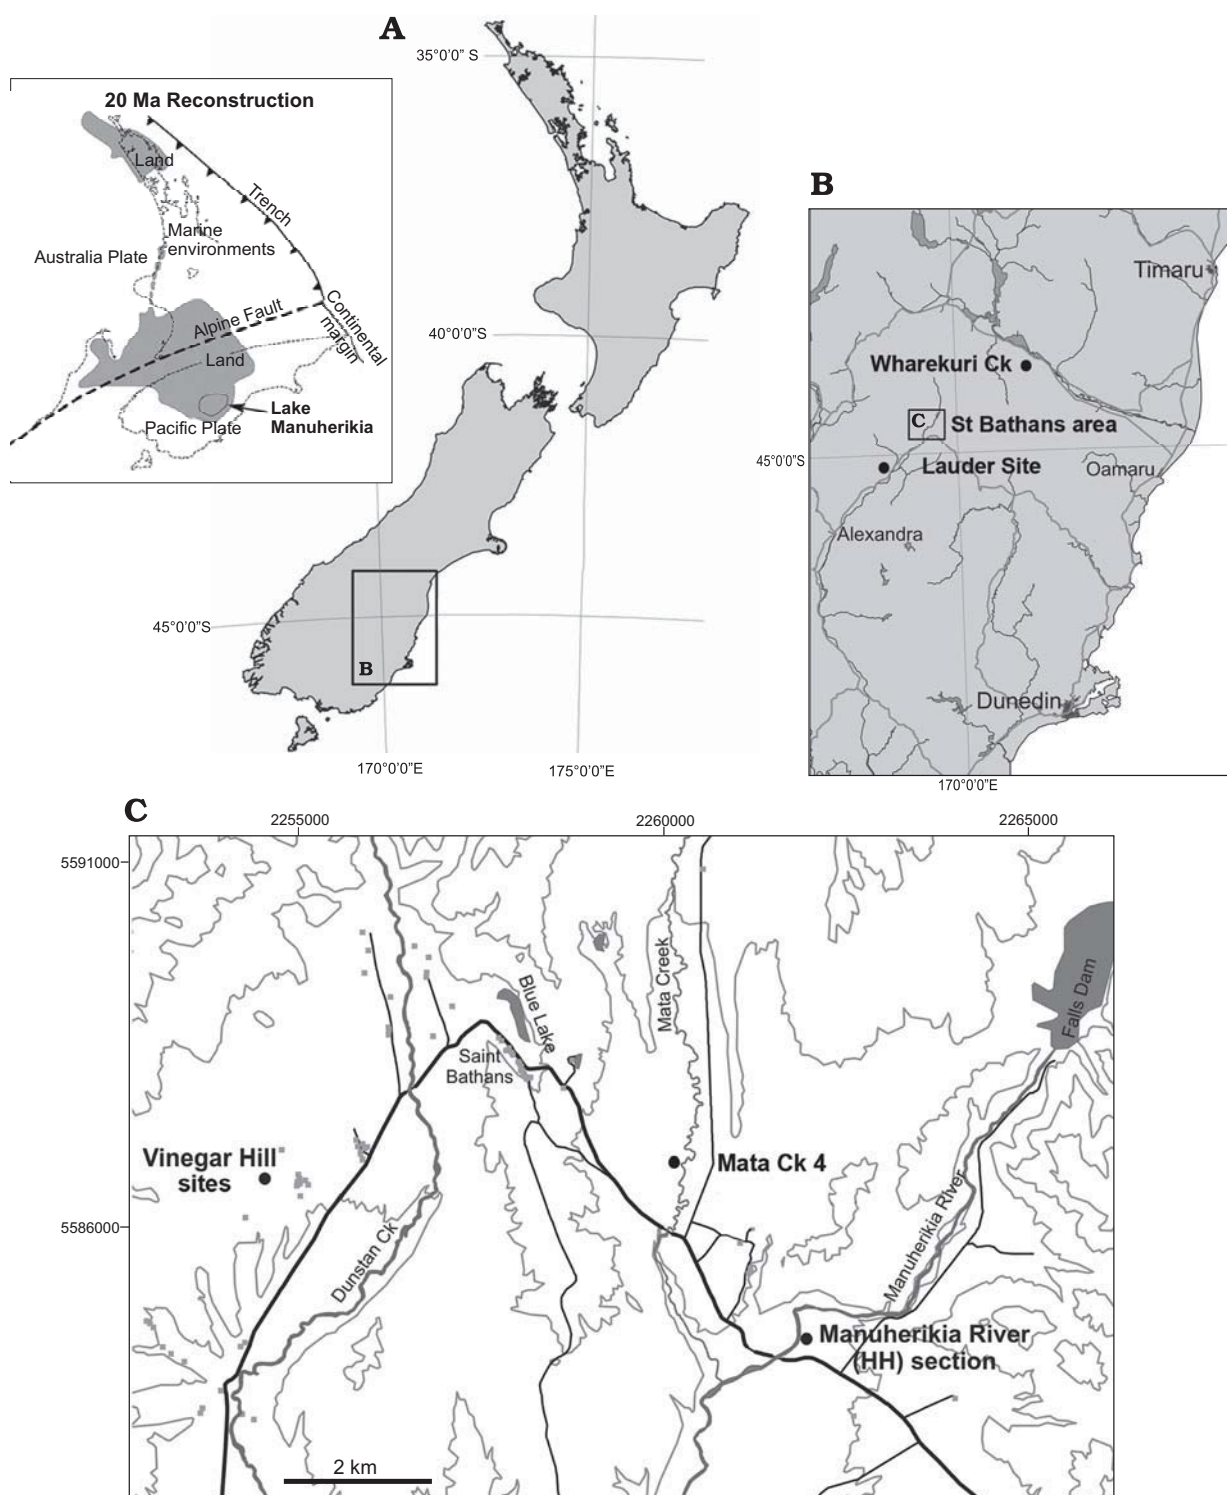 A
35°0'0" S
20 Ma Reconstruction
Land
Trench
Marine
environments
Australia Plate
Alpine Fault
Continental
margin
Land
Lake
Manuherikia
Pacific Plate
40°0'0"S
45°0'0"S
B
170°0'0"E
175°0'0"E
B
Timaru
Wharekuri Ck
C
St Bathans area
45°0'0"S
Lauder Site
Oamaru
Alexandra
Dunedin
170°0'0"E
C
2255000
2260000
2265000
5591000
Mata Creek
Blue Lake
Falls Dam
Saint
Bathans
Vinegar Hill
sites
Mata Ck 4
5586000
Dunstan Ck
Manuherikia River
Manuherikia River
(HH) section
2 km